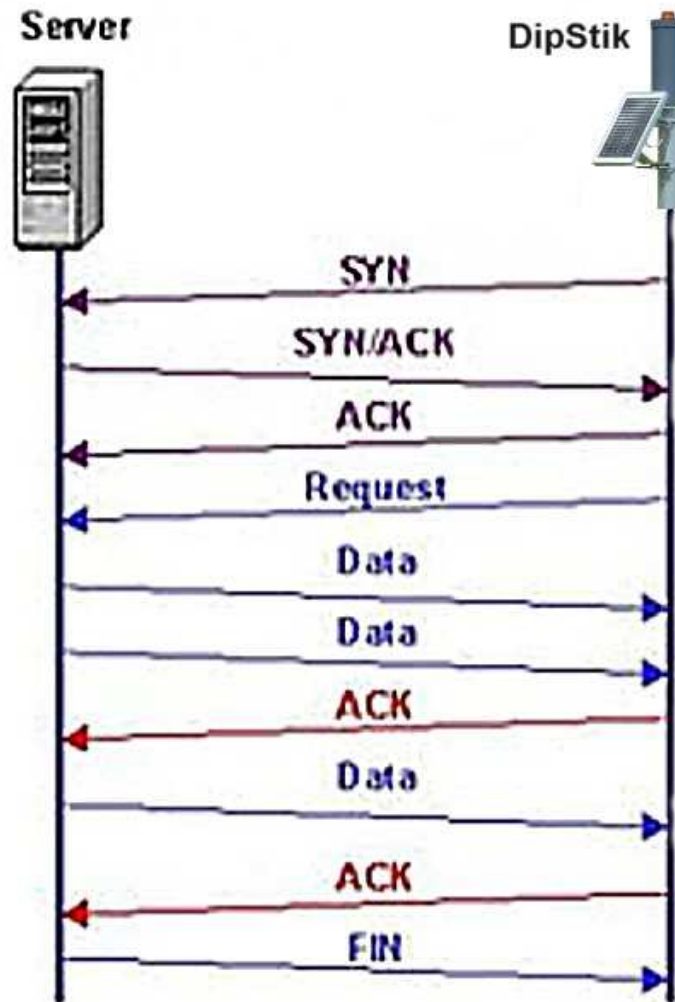 Server
DipStik
SYN
SYN/ACK
ACK
Request
Data
Data
ACK
Data
ACK
FIN